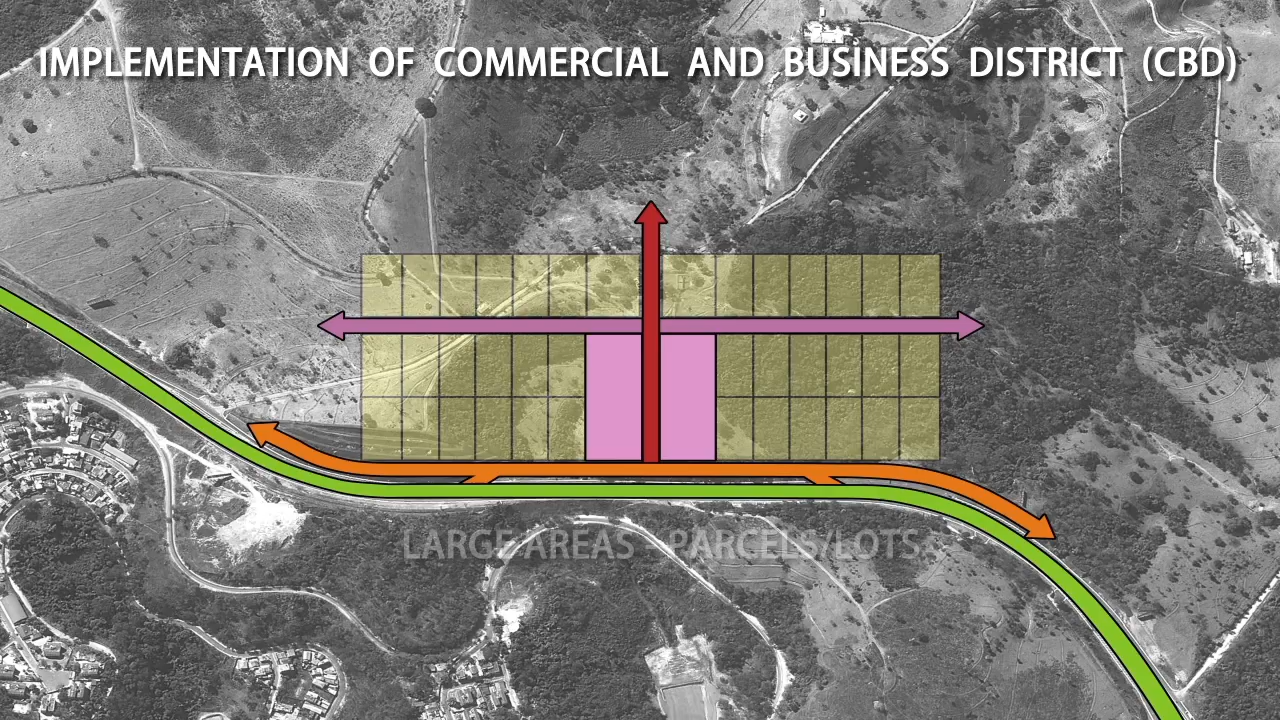 IMPLEMENTATION OF COMMERCIAL AND BUSINESS DISTRICT (CBD)
LARGE AREAS - PARCELS/LOTS